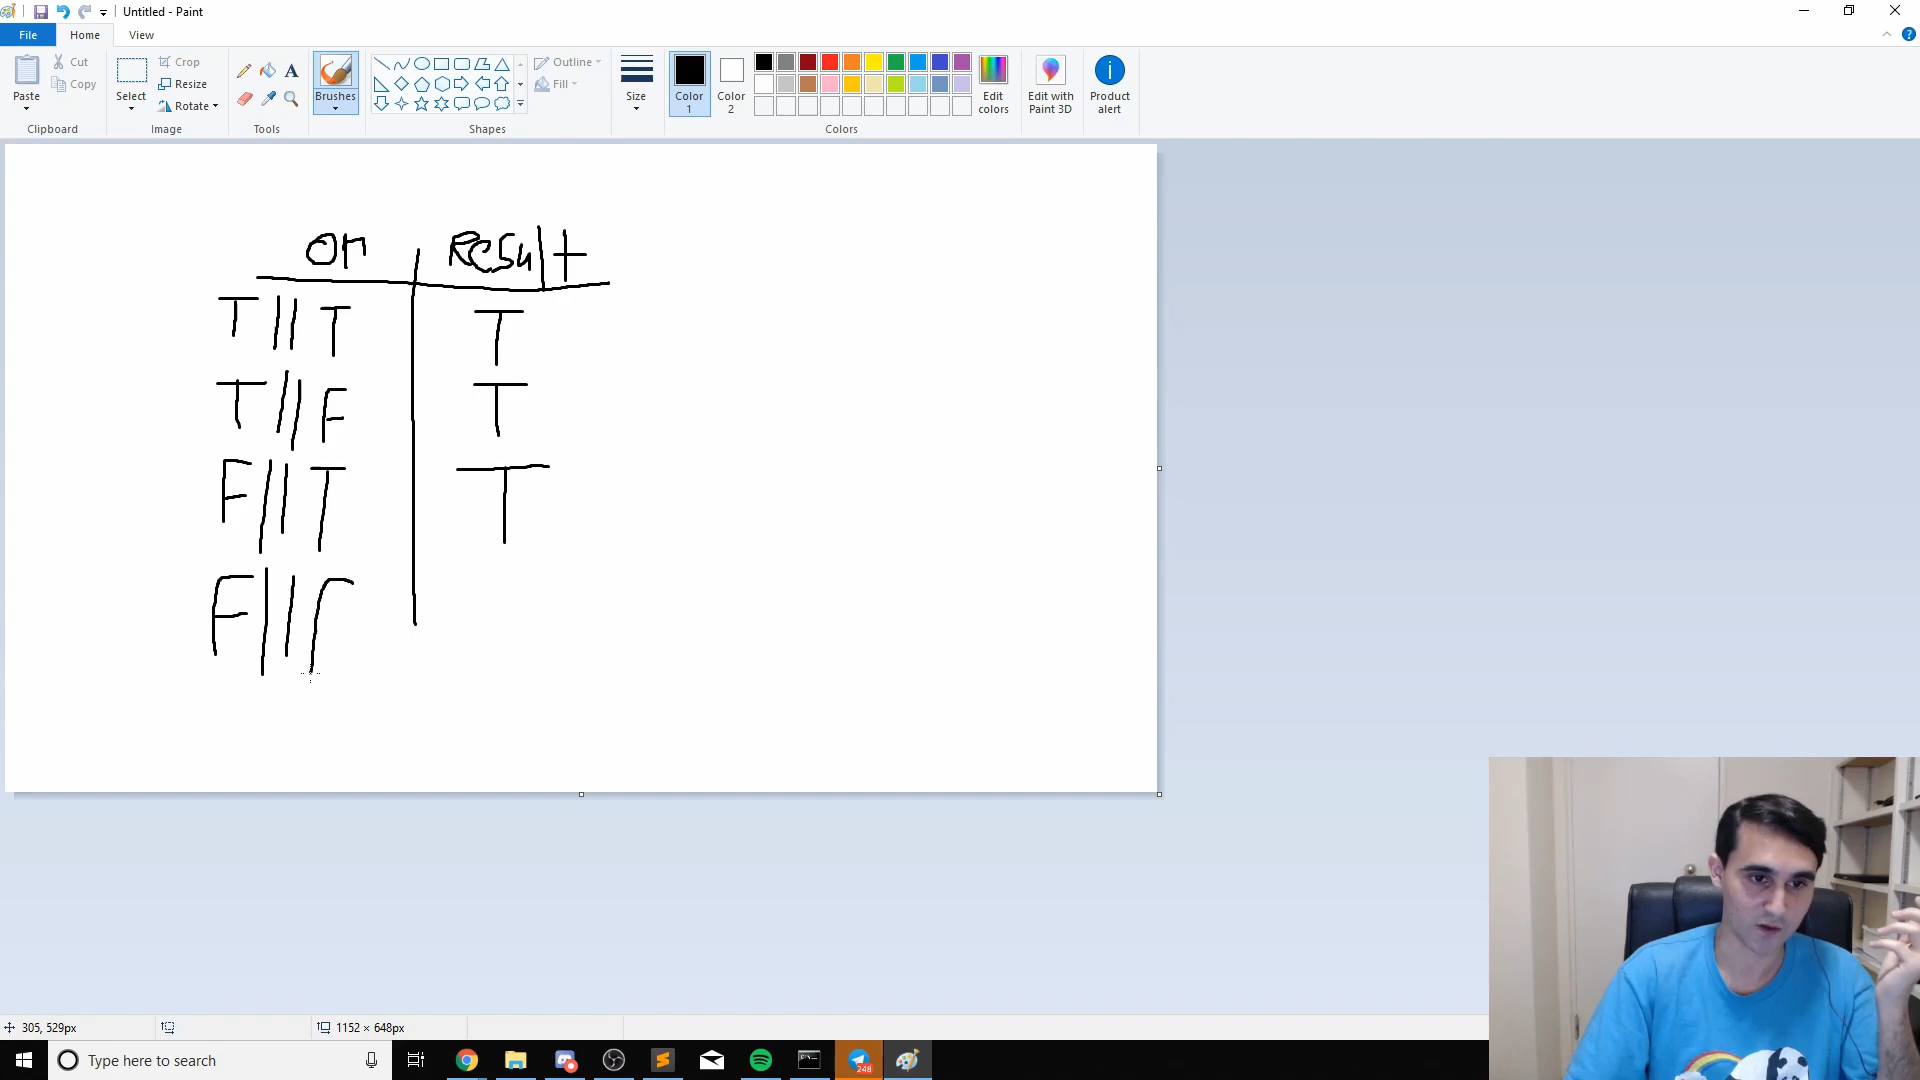 Untitled - Paint
File Home View
Paste Cut Copy Select Crop Resize Rotate Brushes Outline Fill Size Color 1 Color 2 Edit colors Edit with Paint 3D Product alert
Clipboard Image Tools Shapes Colors
Or Result
T || T T
T || F T
F || T T
F ||
305, 529px 1152 × 648px
Type here to search 248